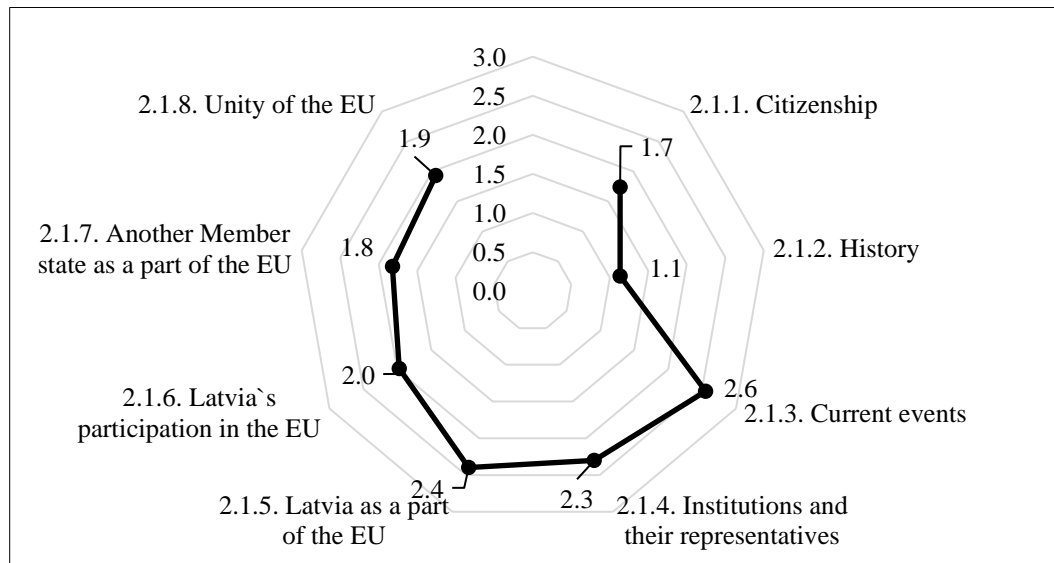 3.0
2.5
2.0
1.5
1.0
0.5
0.0
2.1.1. Citizenship
1.7
2.1.2. History
1.1
2.6
2.1.3. Current events
2.3
2.1.4. Institutions and
their representatives
2.4
2.1.5. Latvia as a part
of the EU
2.0
2.1.6. Latvia`s
participation in the EU
1.8
2.1.7. Another Member
state as a part of the EU
1.9
2.1.8. Unity of the EU